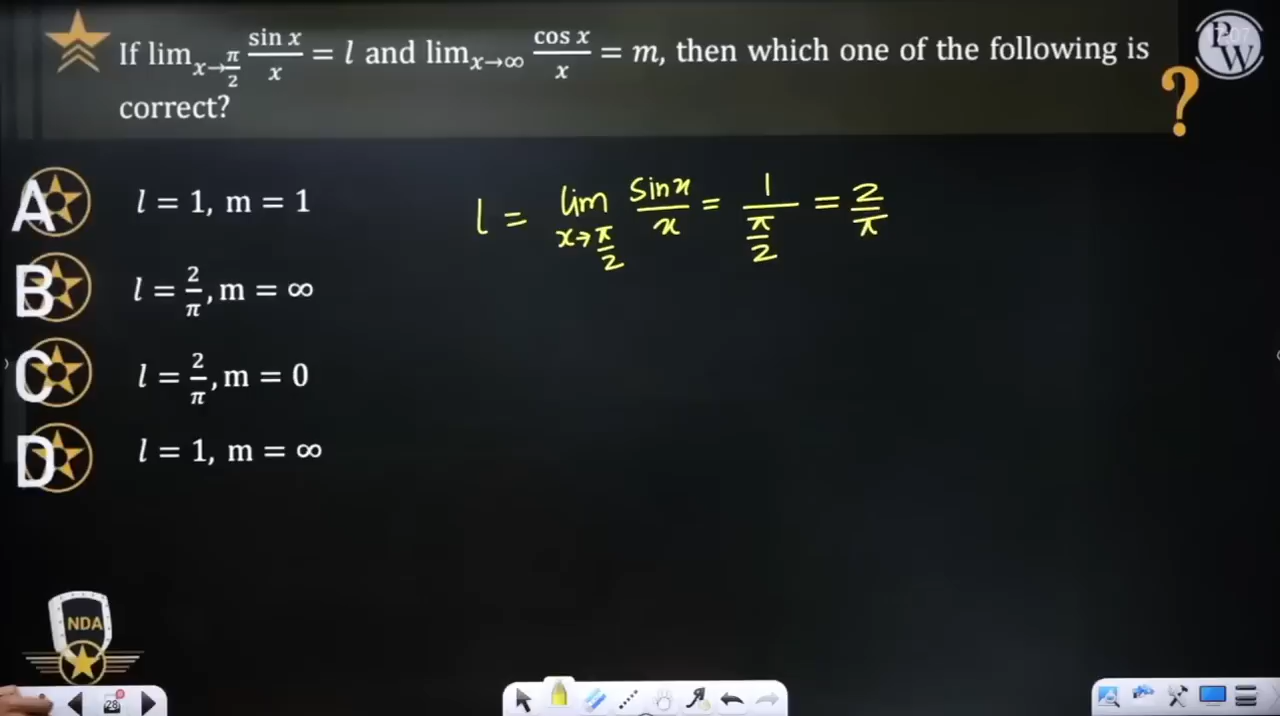 If lim_{x→π/2} sin x / x = l and lim_{x→∞} cos x / x = m, then which one of the following is
correct?
?
A l = 1, m = 1
B l = 2/π, m = ∞
C l = 2/π, m = 0
D l = 1, m = ∞
l = lim_{x→π/2} sin x / x = 1 / (π/2) = 2/π
NDA
28